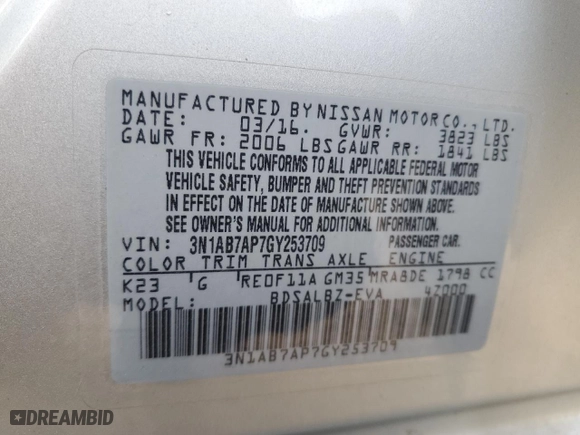 MANUFACTURED BY NISSAN MOTOR CO., LTD.
DATE: 03/16. GVWR: 3823 LBS
GAWR FR: 2006 LBS GAWR RR: 1841 LBS
THIS VEHICLE CONFORMS TO ALL APPLICABLE FEDERAL MOTOR
VEHICLE SAFETY, BUMPER AND THEFT PREVENTION STANDARDS
IN EFFECT ON THE DATE OF MANUFACTURE SHOWN ABOVE.
SEE OWNER'S MANUAL FOR ADDITIONAL INFORMATION.
VIN: 3N1AB7AP7GY253709 PASSENGER CAR.
COLOR TRIM TRANS AXLE ENGINE
K23 G RE0F11A GM35 MRA8DE 1798 CC
MODEL: BDSALBZ-EVA 4Z000
3N1AB7AP7GY253709
DREAMBID